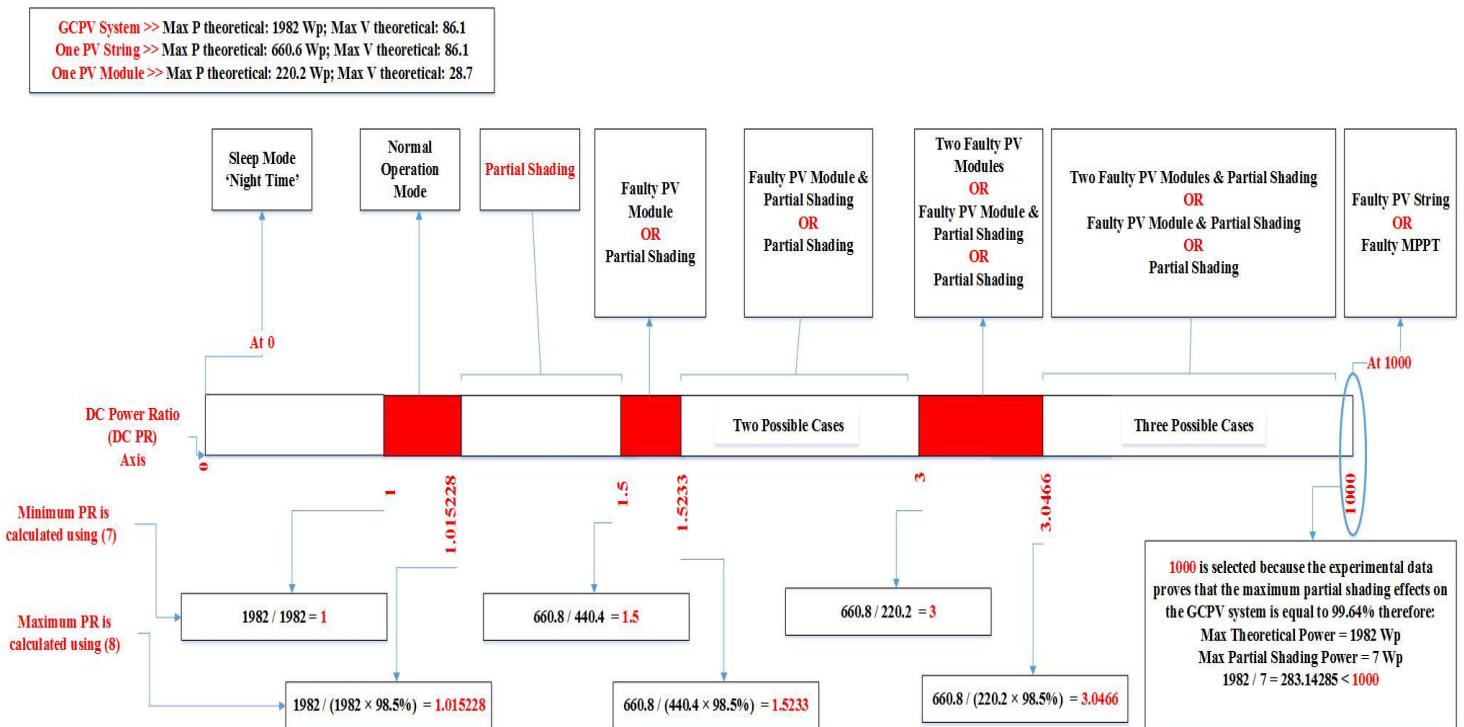 GCPV System >> Max P theoretical: 1982 Wp; Max V theoretical: 86.1
One PV String >> Max P theoretical: 660.6 Wp; Max V theoretical: 86.1
One PV Module >> Max P theoretical: 220.2 Wp; Max V theoretical: 28.7
Sleep Mode
‘Night Time’
Normal
Operation
Mode
Partial Shading
Faulty PV
Module
OR
Partial Shading
Faulty PV Module &
Partial Shading
OR
Partial Shading
Two Faulty PV
Modules
OR
Faulty PV Module &
Partial Shading
OR
Partial Shading
Two Faulty PV Modules & Partial Shading
OR
Faulty PV Module & Partial Shading
OR
Partial Shading
Faulty PV String
OR
Faulty MPPT
At 0
At 1000
DC Power Ratio
(DC PR)
Axis
Two Possible Cases
Three Possible Cases
0
1
1.015228
1.5
1.5233
3
3.0466
1000
Minimum PR is
calculated using (7)
1982 / 1982 = 1
660.8 / 440.4 = 1.5
660.8 / 220.2 = 3
Maximum PR is
calculated using (8)
1982 / (1982 × 98.5%) = 1.015228
660.8 / (440.4 × 98.5%) = 1.5233
660.8 / (220.2 × 98.5%) = 3.0466
1000 is selected because the experimental data
proves that the maximum partial shading effects on
the GCPV system is equal to 99.64% therefore:
Max Theoretical Power = 1982 Wp
Max Partial Shading Power = 7 Wp
1982 / 7 = 283.14285 < 1000